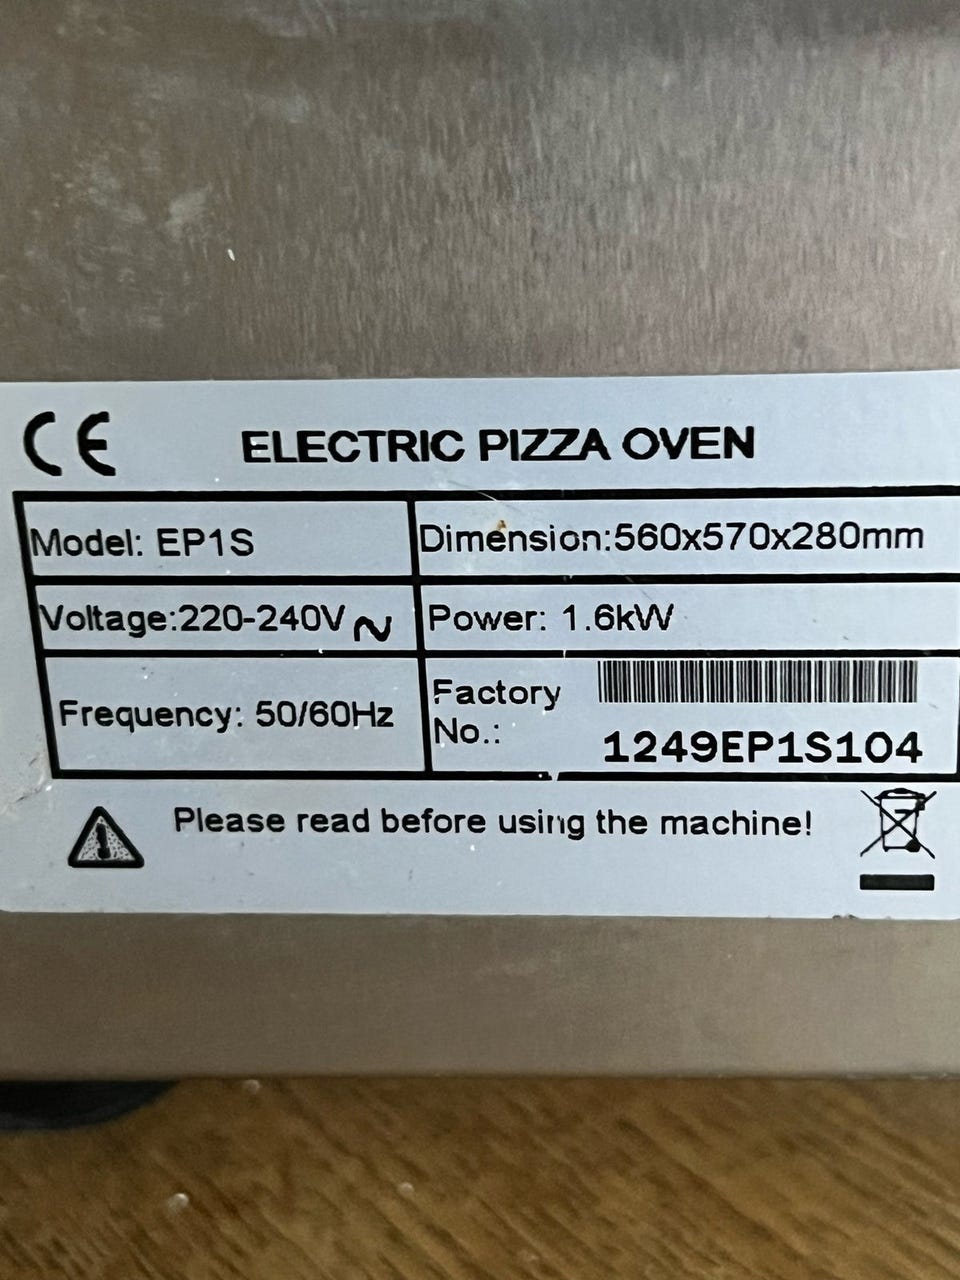 CE ELECTRIC PIZZA OVEN
Model: EP1S Dimension:560x570x280mm
Voltage:220-240V~ Power: 1.6kW
Frequency: 50/60Hz Factory No.: 1249EP1S104
Please read before using the machine!